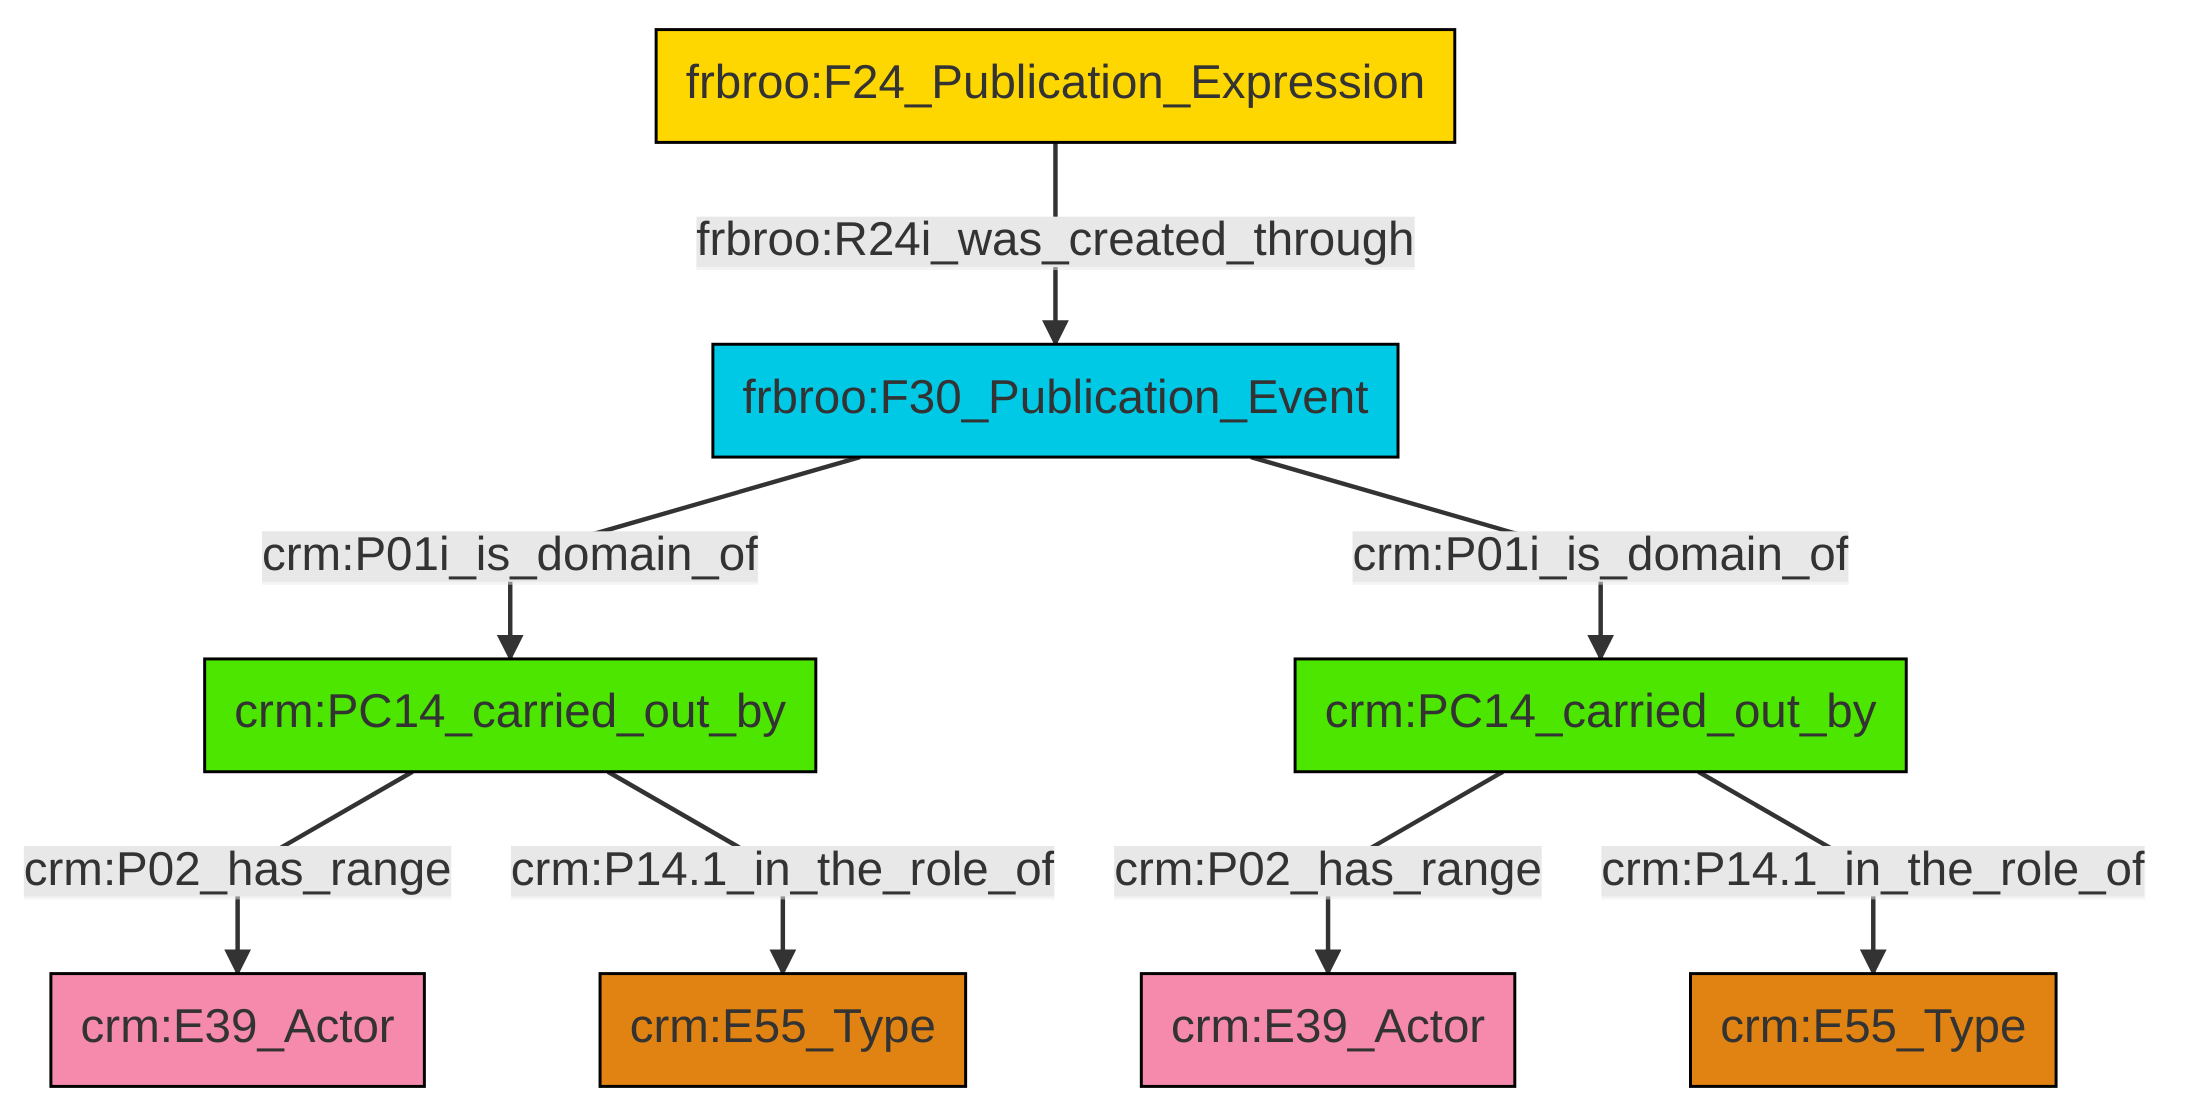 frbroo:F24_Publication_Expression
frbroo:R24i_was_created_through
frbroo:F30_Publication_Event
crm:P01i_is_domain_of
crm:P01i_is_domain_of
crm:PC14_carried_out_by
crm:PC14_carried_out_by
crm:P02_has_range
crm:P14.1_in_the_role_of
crm:P02_has_range
crm:P14.1_in_the_role_of
crm:E39_Actor
crm:E55_Type
crm:E39_Actor
crm:E55_Type